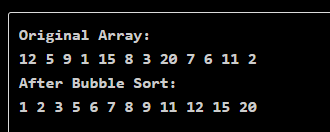 Original Array:
12 5 9 1 15 8 3 20 7 6 11 2
After Bubble Sort:
1 2 3 5 6 7 8 9 11 12 15 20